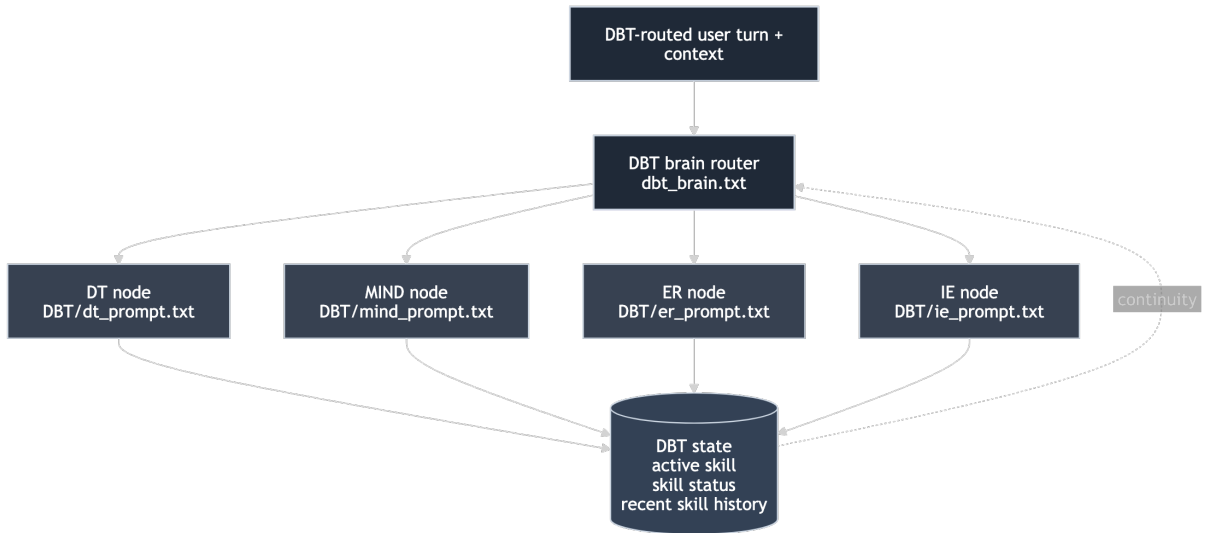 DBT-routed user turn +
context
DBT brain router
dbt_brain.txt
DT node
DBT/dt_prompt.txt
MIND node
DBT/mind_prompt.txt
ER node
DBT/er_prompt.txt
IE node
DBT/ie_prompt.txt
continuity
DBT state
active skill
skill status
recent skill history